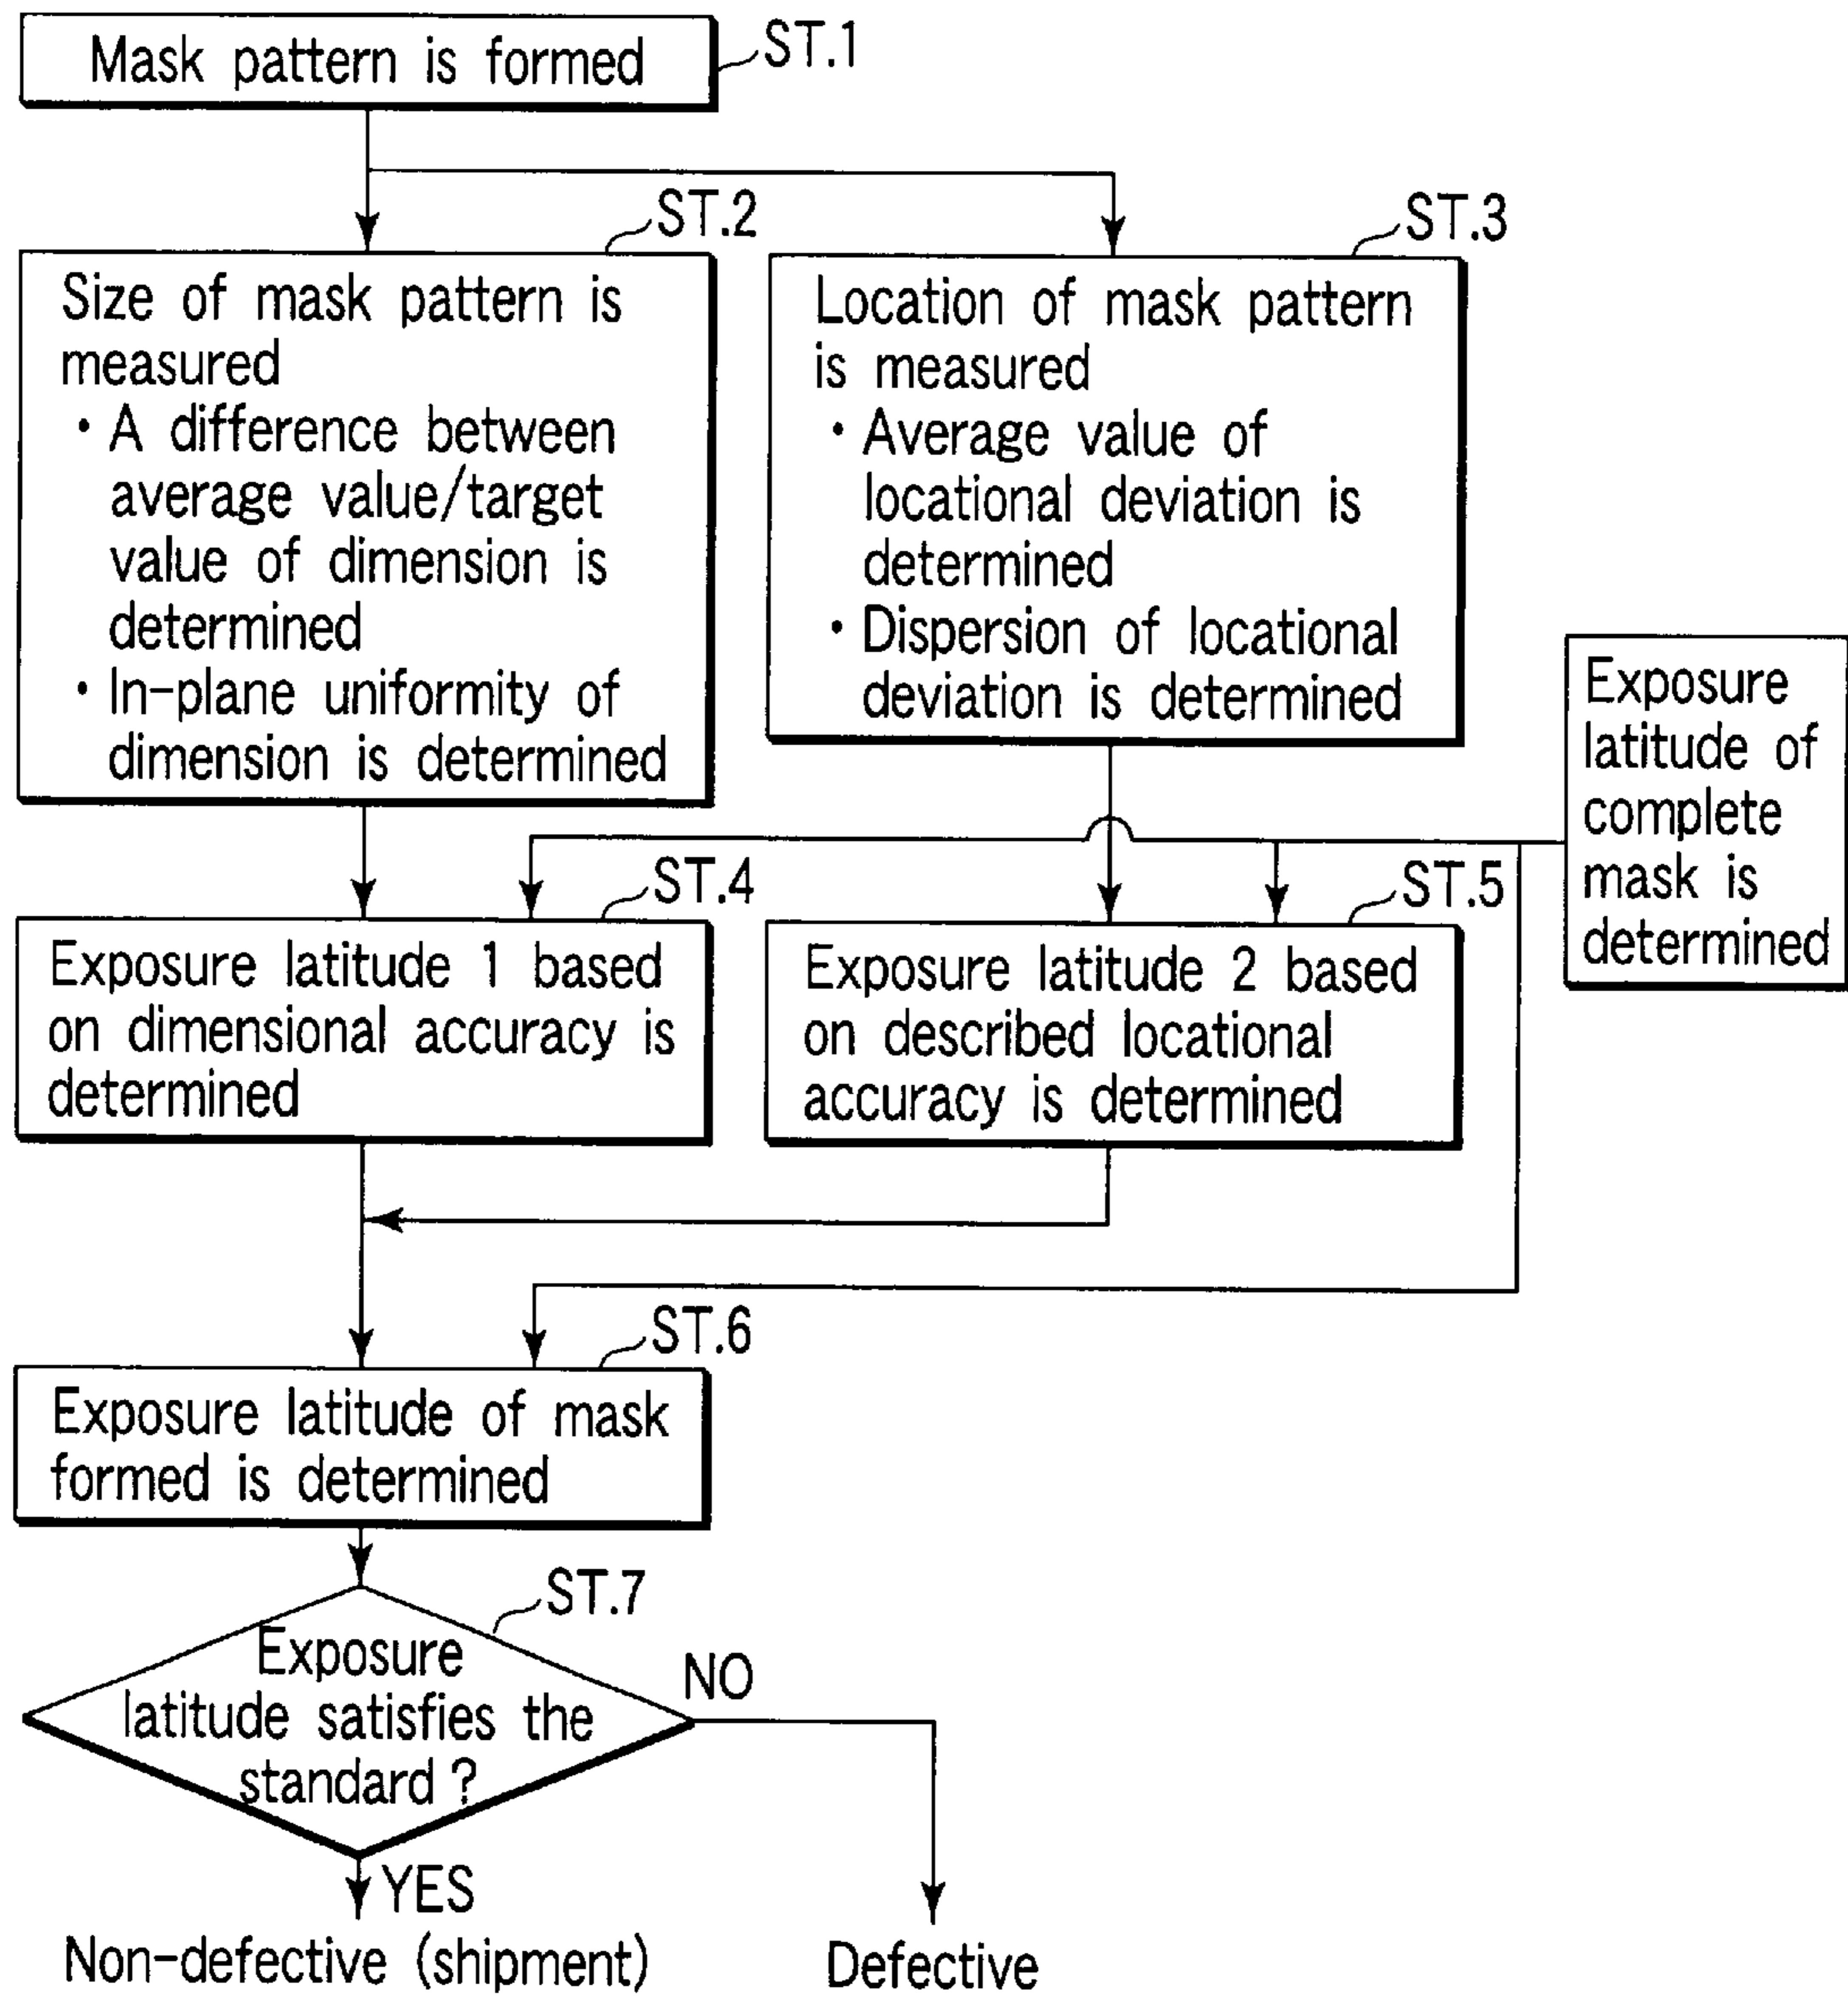 Mask pattern is formed
ST.1
ST.2
Size of mask pattern is
measured
・A difference between
average value/target
value of dimension is
determined
・In-plane uniformity of
dimension is determined
ST.3
Location of mask pattern
is measured
・Average value of
locational deviation is
determined
・Dispersion of locational
deviation is determined
Exposure
latitude of
complete
mask is
determined
ST.4
Exposure latitude 1 based
on dimensional accuracy is
determined
ST.5
Exposure latitude 2 based
on described locational
accuracy is determined
ST.6
Exposure latitude of mask
formed is determined
ST.7
Exposure
latitude satisfies the
standard ?
NO
YES
Non-defective (shipment)
Defective